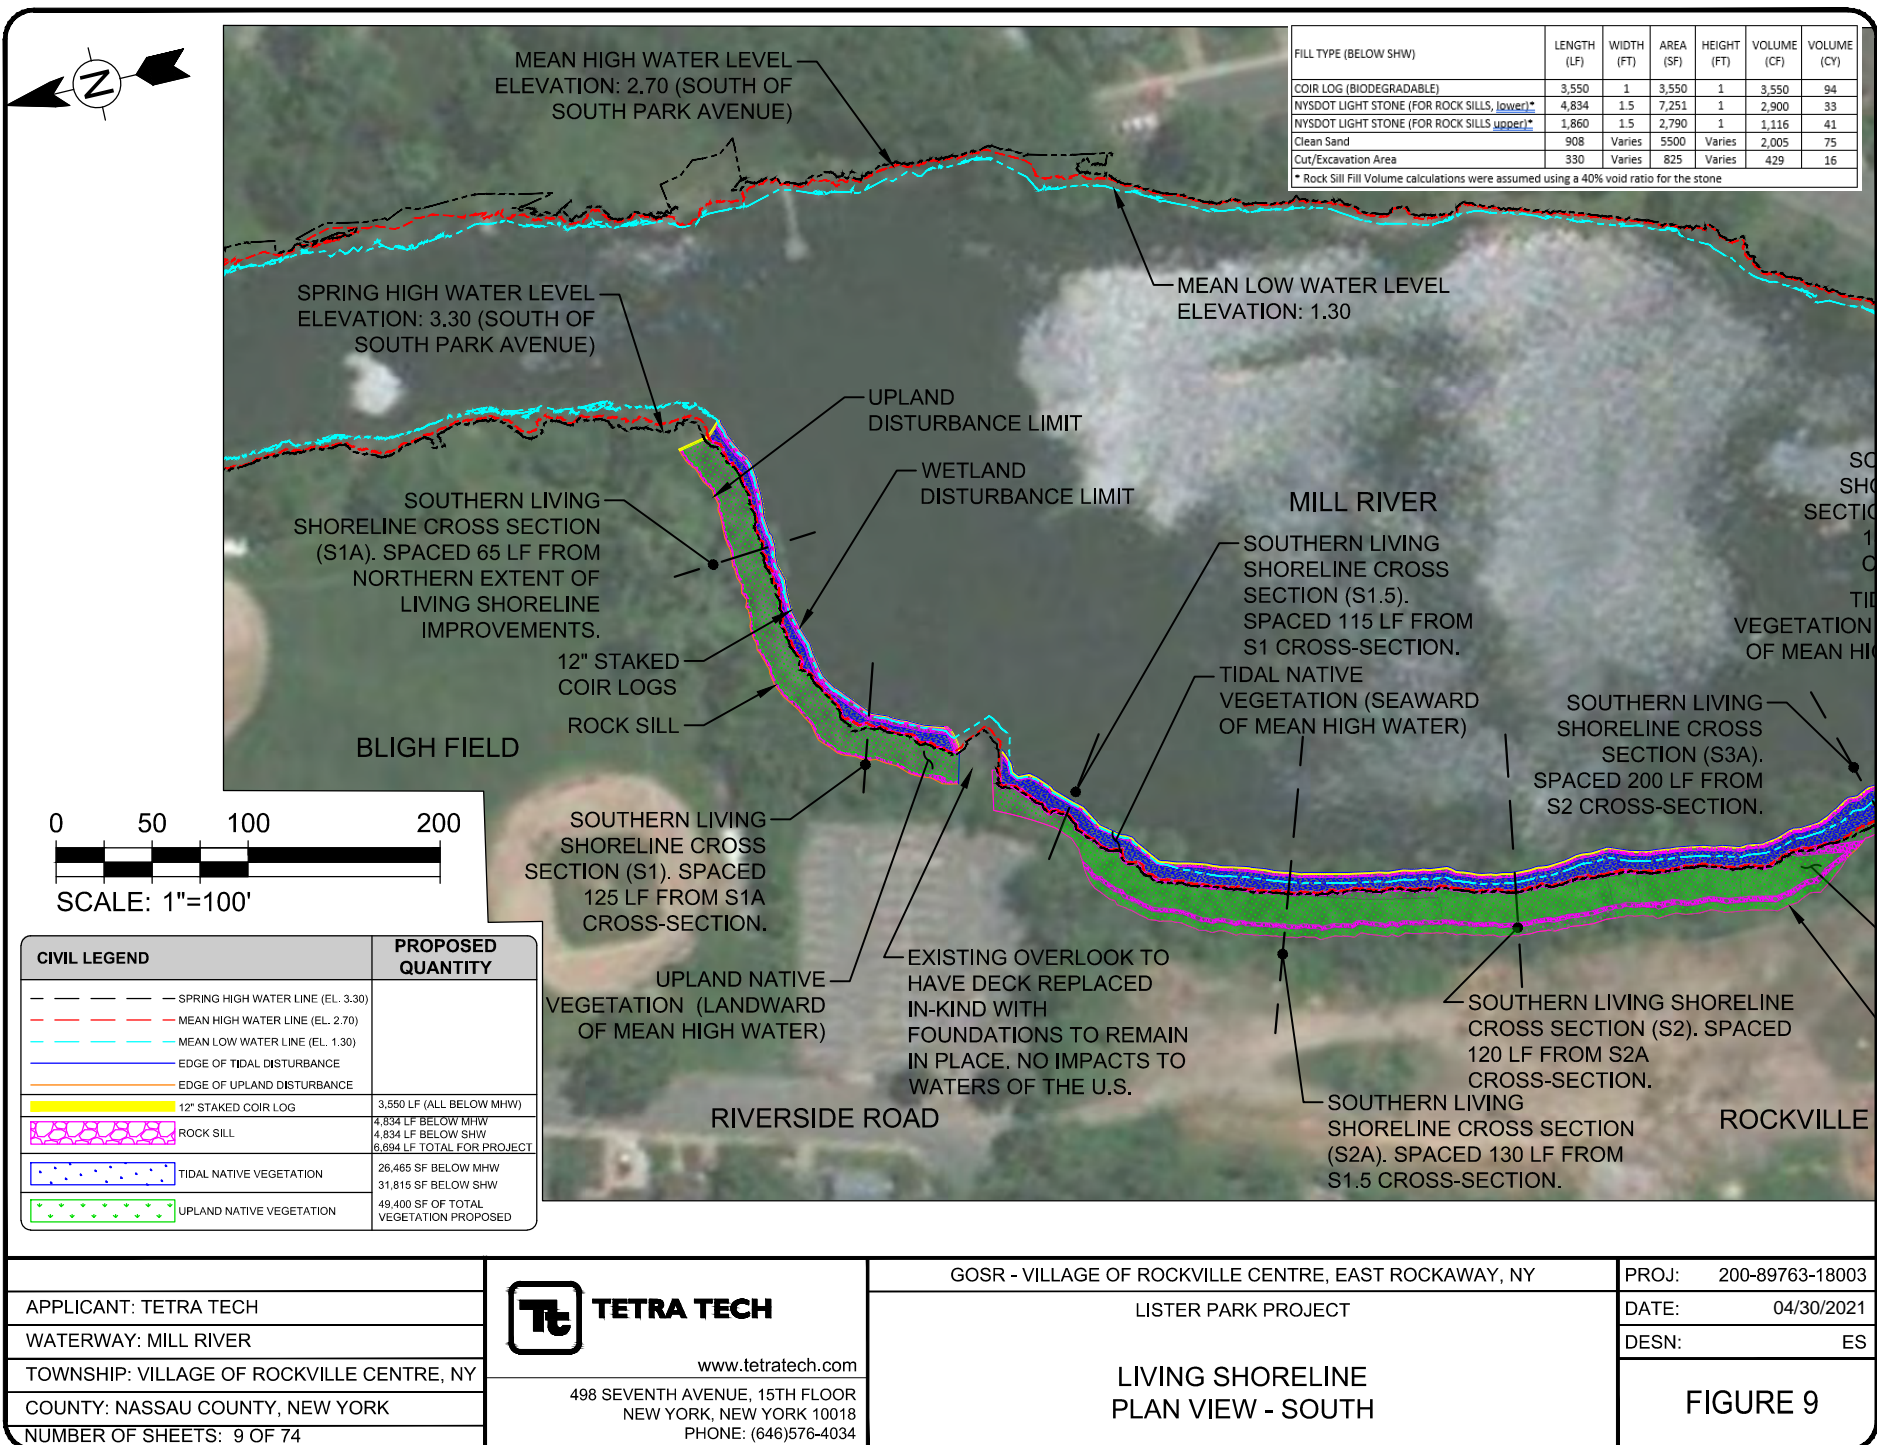 N
MEAN HIGH WATER LEVEL
ELEVATION: 2.70 (SOUTH OF
SOUTH PARK AVENUE)
FILL TYPE (BELOW SHW) LENGTH (LF) WIDTH (FT) AREA (SF) HEIGHT (FT) VOLUME (CF) VOLUME (CY)
COIR LOG (BIODEGRADABLE) 3,550 1 3,550 1 3,550 94
NYSDOT LIGHT STONE (FOR ROCK SILLS, lower)* 4,834 1.5 7,251 1 2,900 33
NYSDOT LIGHT STONE (FOR ROCK SILLS upper)* 1,860 1.5 2,790 1 1,116 41
Clean Sand 908 Varies 5500 Varies 2,005 75
Cut/Excavation Area 330 Varies 825 Varies 429 16
* Rock Sill Fill Volume calculations were assumed using a 40% void ratio for the stone
SPRING HIGH WATER LEVEL
ELEVATION: 3.30 (SOUTH OF
SOUTH PARK AVENUE)
MEAN LOW WATER LEVEL
ELEVATION: 1.30
UPLAND
DISTURBANCE LIMIT
WETLAND
DISTURBANCE LIMIT
SOUTHERN LIVING
SHORELINE CROSS SECTION
(S1A). SPACED 65 LF FROM
NORTHERN EXTENT OF
LIVING SHORELINE
IMPROVEMENTS.
12" STAKED
COIR LOGS
ROCK SILL
BLIGH FIELD
MILL RIVER
SOUTHERN LIVING
SHORELINE CROSS
SECTION (S1.5).
SPACED 115 LF FROM
S1 CROSS-SECTION.
TIDAL NATIVE
VEGETATION (SEAWARD
OF MEAN HIGH WATER)
SOUTHERN LIVING
SHORELINE CROSS
SECTION (S3A).
SPACED 200 LF FROM
S2 CROSS-SECTION.
SO
SHO
SECTIO
1
C
TID
VEGETATION
OF MEAN HIG
0 50 100 200
SCALE: 1"=100'
SOUTHERN LIVING
SHORELINE CROSS
SECTION (S1). SPACED
125 LF FROM S1A
CROSS-SECTION.
UPLAND NATIVE
VEGETATION (LANDWARD
OF MEAN HIGH WATER)
EXISTING OVERLOOK TO
HAVE DECK REPLACED
IN-KIND WITH
FOUNDATIONS TO REMAIN
IN PLACE. NO IMPACTS TO
WATERS OF THE U.S.
SOUTHERN LIVING SHORELINE
CROSS SECTION (S2). SPACED
120 LF FROM S2A
CROSS-SECTION.
SOUTHERN LIVING
SHORELINE CROSS SECTION
(S2A). SPACED 130 LF FROM
S1.5 CROSS-SECTION.
RIVERSIDE ROAD
ROCKVILLE
CIVIL LEGEND PROPOSED QUANTITY
SPRING HIGH WATER LINE (EL. 3.30)
MEAN HIGH WATER LINE (EL. 2.70)
MEAN LOW WATER LINE (EL. 1.30)
EDGE OF TIDAL DISTURBANCE
EDGE OF UPLAND DISTURBANCE
12" STAKED COIR LOG 3,550 LF (ALL BELOW MHW)
ROCK SILL
4,834 LF BELOW MHW
4,834 LF BELOW SHW
6,694 LF TOTAL FOR PROJECT
TIDAL NATIVE VEGETATION
26,465 SF BELOW MHW
31,815 SF BELOW SHW
UPLAND NATIVE VEGETATION
49,400 SF OF TOTAL
VEGETATION PROPOSED
APPLICANT: TETRA TECH
WATERWAY: MILL RIVER
TOWNSHIP: VILLAGE OF ROCKVILLE CENTRE, NY
COUNTY: NASSAU COUNTY, NEW YORK
NUMBER OF SHEETS: 9 OF 74
Tt TETRA TECH
www.tetratech.com
498 SEVENTH AVENUE, 15TH FLOOR
NEW YORK, NEW YORK 10018
PHONE: (646)576-4034
GOSR - VILLAGE OF ROCKVILLE CENTRE, EAST ROCKAWAY, NY
LISTER PARK PROJECT
LIVING SHORELINE
PLAN VIEW - SOUTH
PROJ: 200-89763-18003
DATE: 04/30/2021
DESN: ES
FIGURE 9